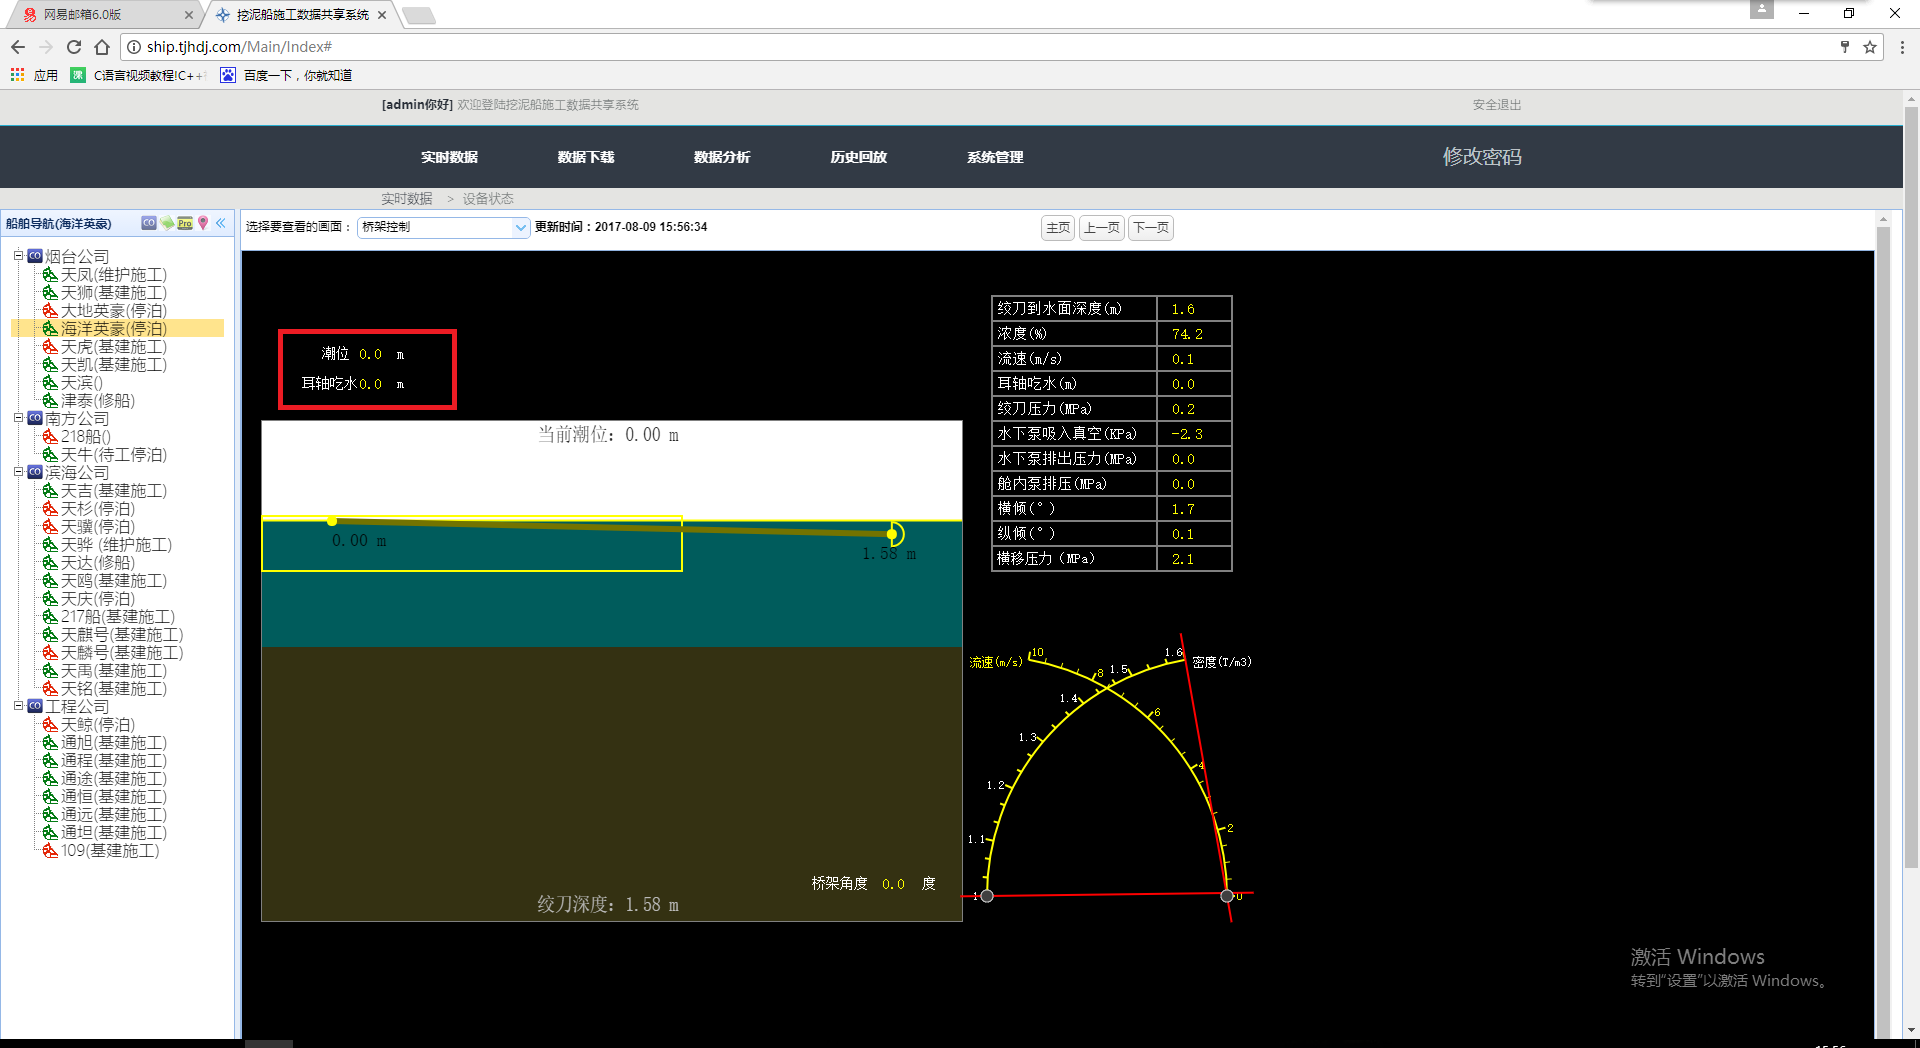 网易邮箱6.0版
挖泥船施工数据共享系统
ship.tjhdj.com/Main/Index#
应用
C语言视频教程!C++
百度一下，你就知道
[admin你好] 欢迎登陆挖泥船施工数据共享系统
安全退出
实时数据
数据下载
数据分析
历史回放
系统管理
修改密码
实时数据 > 设备状态
船舶导航(海洋英豪)
CO
Pro
选择要查看的画面：
桥架控制
更新时间：2017-08-09 15:56:34
主页
上一页
下一页
CO 烟台公司
天凤(维护施工)
天狮(基建施工)
大地英豪(停泊)
海洋英豪(停泊)
天虎(基建施工)
天凯(基建施工)
天滨()
津泰(修船)
CO 南方公司
218船()
天牛(待工停泊)
CO 滨海公司
天吉(基建施工)
天杉(停泊)
天骥(停泊)
天骅 (维护施工)
天达(修船)
天鸥(基建施工)
天庆(停泊)
217船(基建施工)
天麒号(基建施工)
天麟号(基建施工)
天禹(基建施工)
天铭(基建施工)
CO 工程公司
天鲸(停泊)
通旭(基建施工)
通程(基建施工)
通途(基建施工)
通恒(基建施工)
通远(基建施工)
通坦(基建施工)
109(基建施工)
潮位 0.0 m
耳轴吃水0.0 m
当前潮位: 0.00 m
0.00 m
1.58 m
桥架角度 0.0 度
绞刀深度: 1.58 m
绞刀到水面深度(m) 1.6
浓度(%) 74.2
流速(m/s) 0.1
耳轴吃水(m) 0.0
绞刀压力(MPa) 0.2
水下泵吸入真空(KPa) -2.3
水下泵排出压力(MPa) 0.0
舱内泵排压(MPa) 0.0
横倾(°) 1.7
纵倾(°) 0.1
横移压力 (MPa) 2.1
流速(m/s)
10
8
6
4
2
0
密度(T/m3)
1.6
1.5
1.4
1.3
1.2
1.1
1
激活 Windows
转到"设置"以激活 Windows。